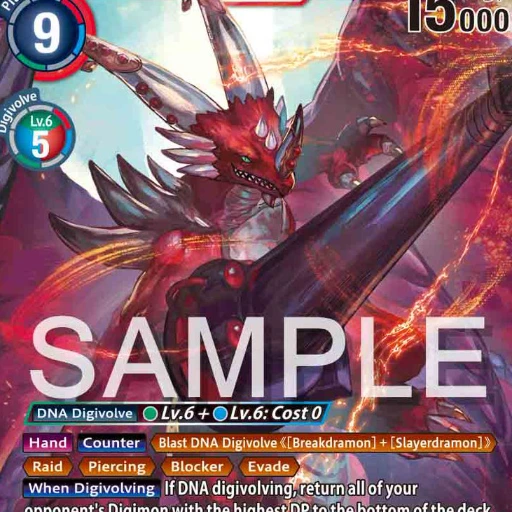 9
15000
Digivolve
Lv.6
5
SAMPLE
DNA Digivolve Lv.6 + Lv.6: Cost 0
Hand Counter Blast DNA Digivolve ≪[Breakdramon] + [Slayerdramon]≫
Raid Piercing Blocker Evade
When Digivolving If DNA digivolving, return all of your
opponent's Digimon with the highest DP to the bottom of the deck.